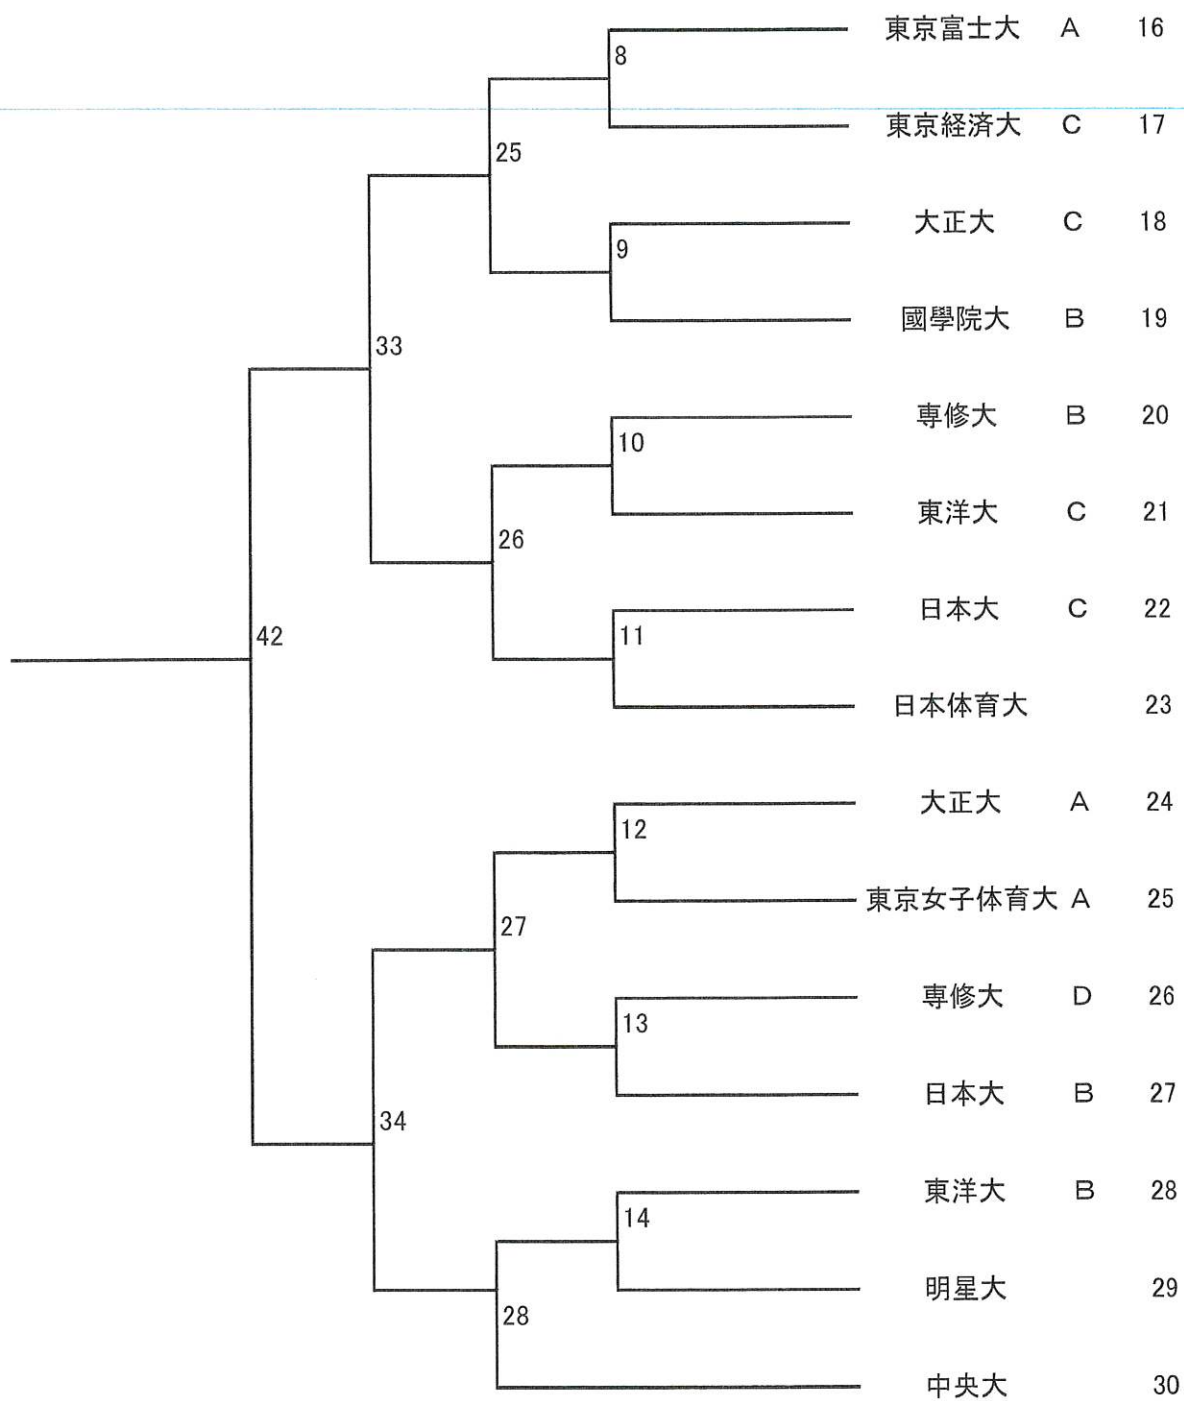 東京富士大 A 16
8
東京経済大 C 17
25
大正大 C 18
9
國學院大 B 19
33
専修大 B 20
10
東洋大 C 21
26
日本大 C 22
11
42
日本体育大 23
大正大 A 24
12
東京女子体育大 A 25
27
専修大 D 26
13
日本大 B 27
34
東洋大 B 28
14
明星大 29
28
中央大 30